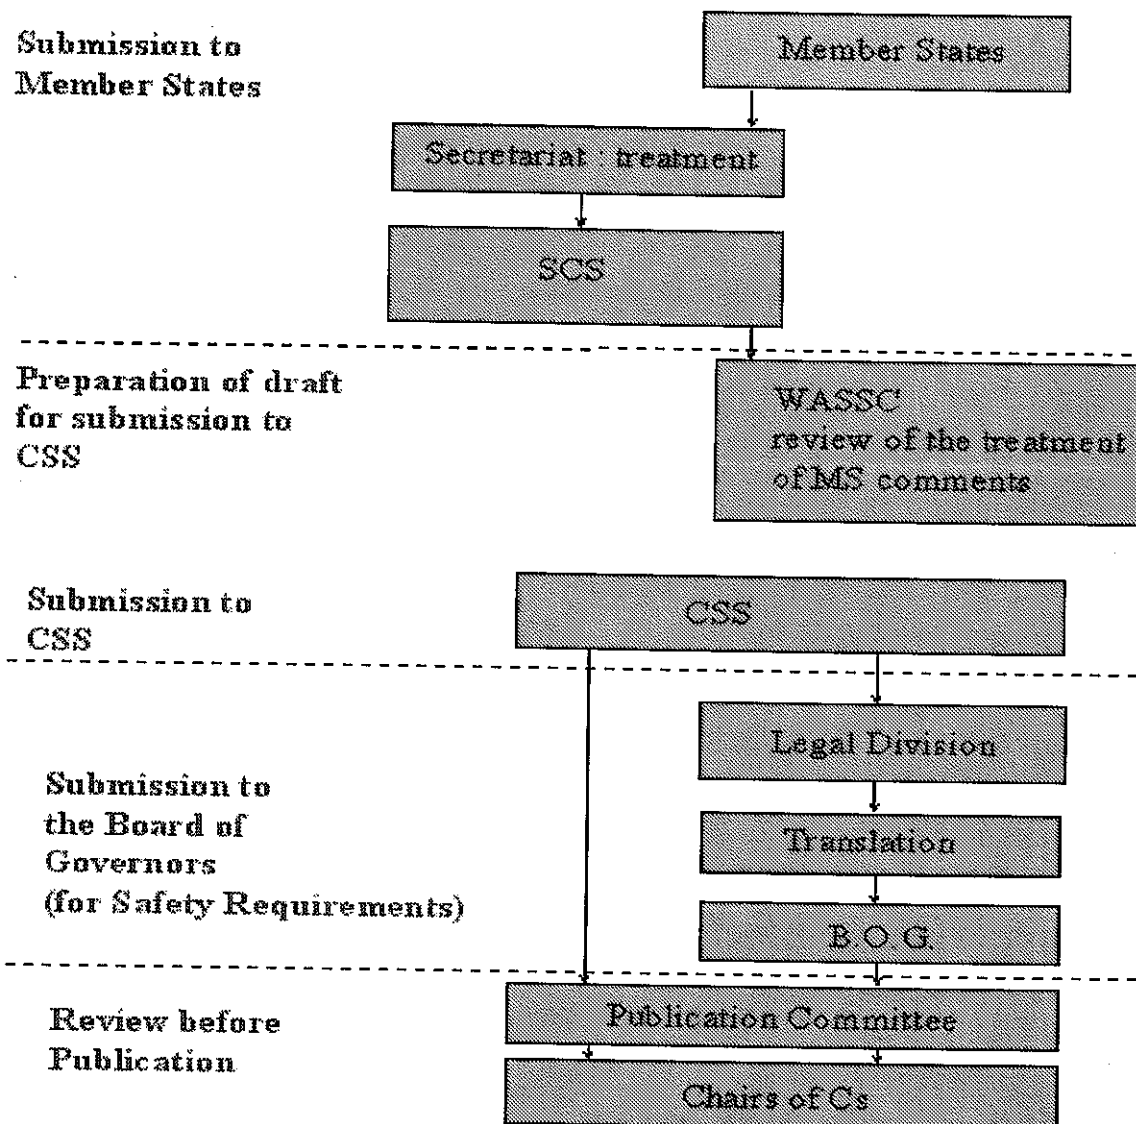 Submission to
Member States
Member States
Secretariat : treatment
SCS
Preparation of draft
for submission to
CSS
WASSC
review of the treatment
of MS comments
Submission to
CSS
CSS
Legal Division
Submission to
the Board of
Governors
(for Safety Requirements)
Translation
B.O.G.
Review before
Publication
Publication Committee
Chairs of Cs